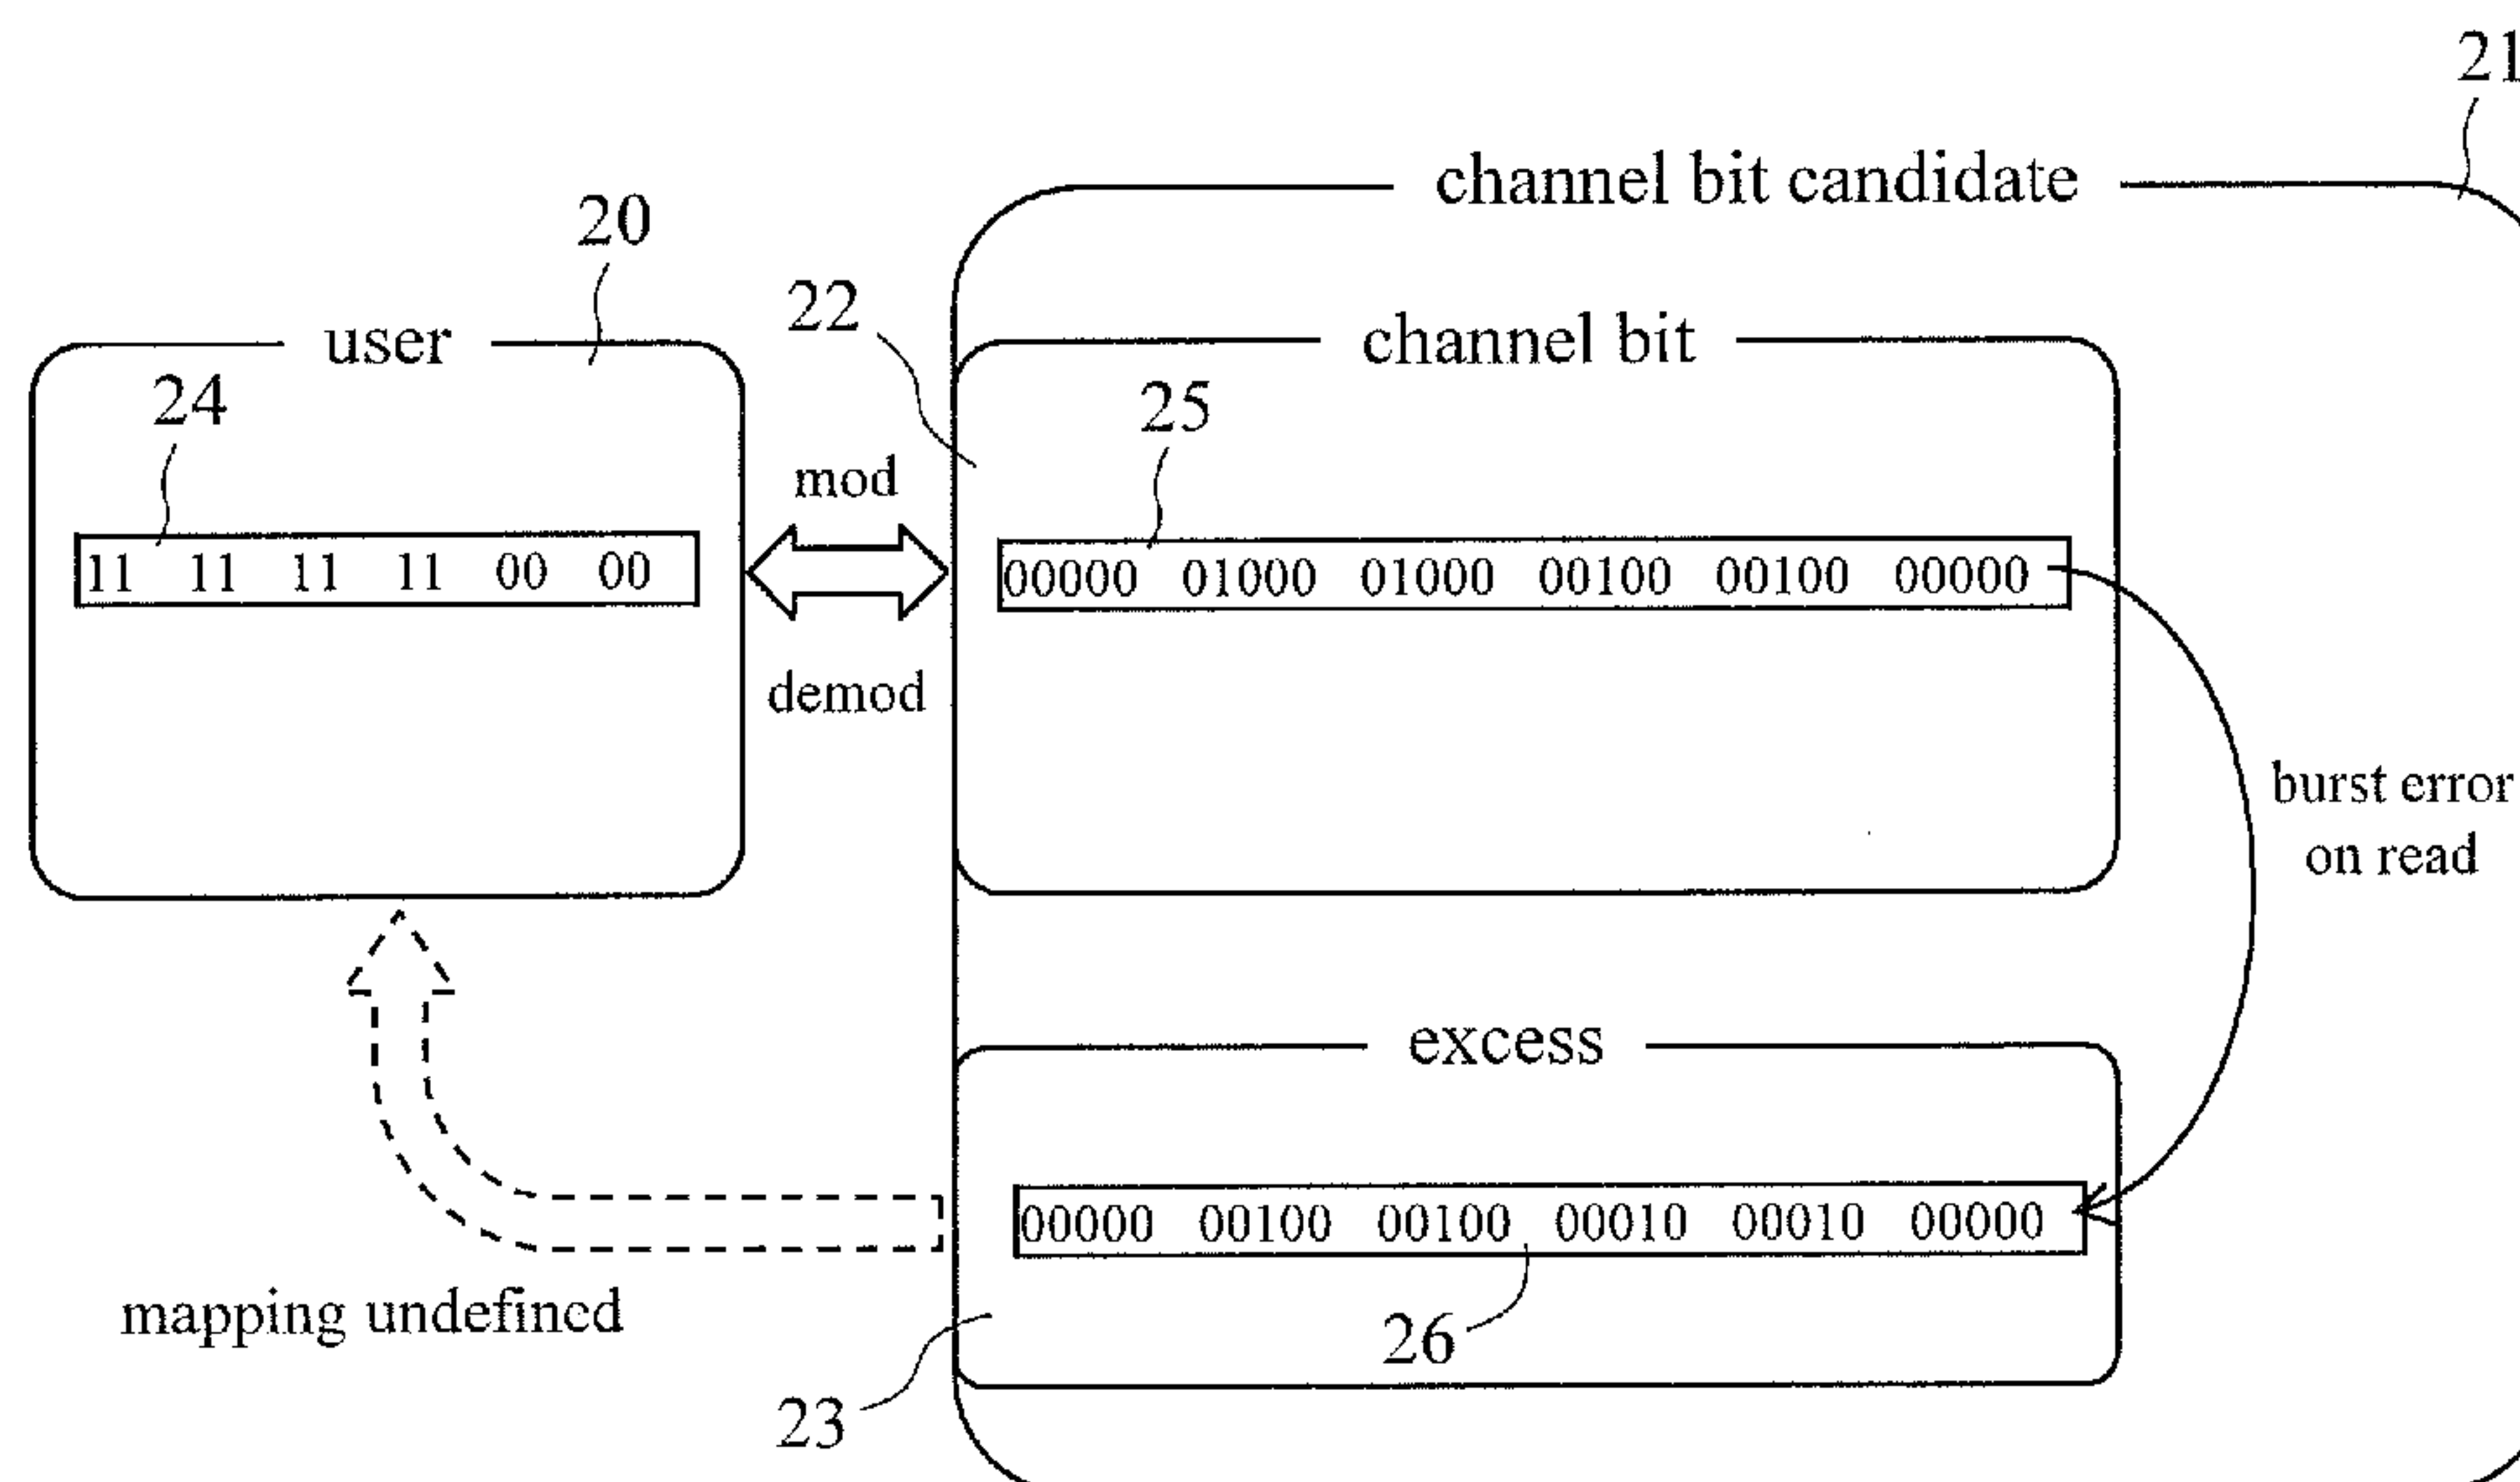 21
channel bit candidate
20
22
user
channel bit
24
25
mod
11 11 11 11 00 00
00000 01000 01000 00100 00100 00000
demod
burst error
on read
excess
00000 00100 00100 00010 00010 00000
mapping undefined
26
23